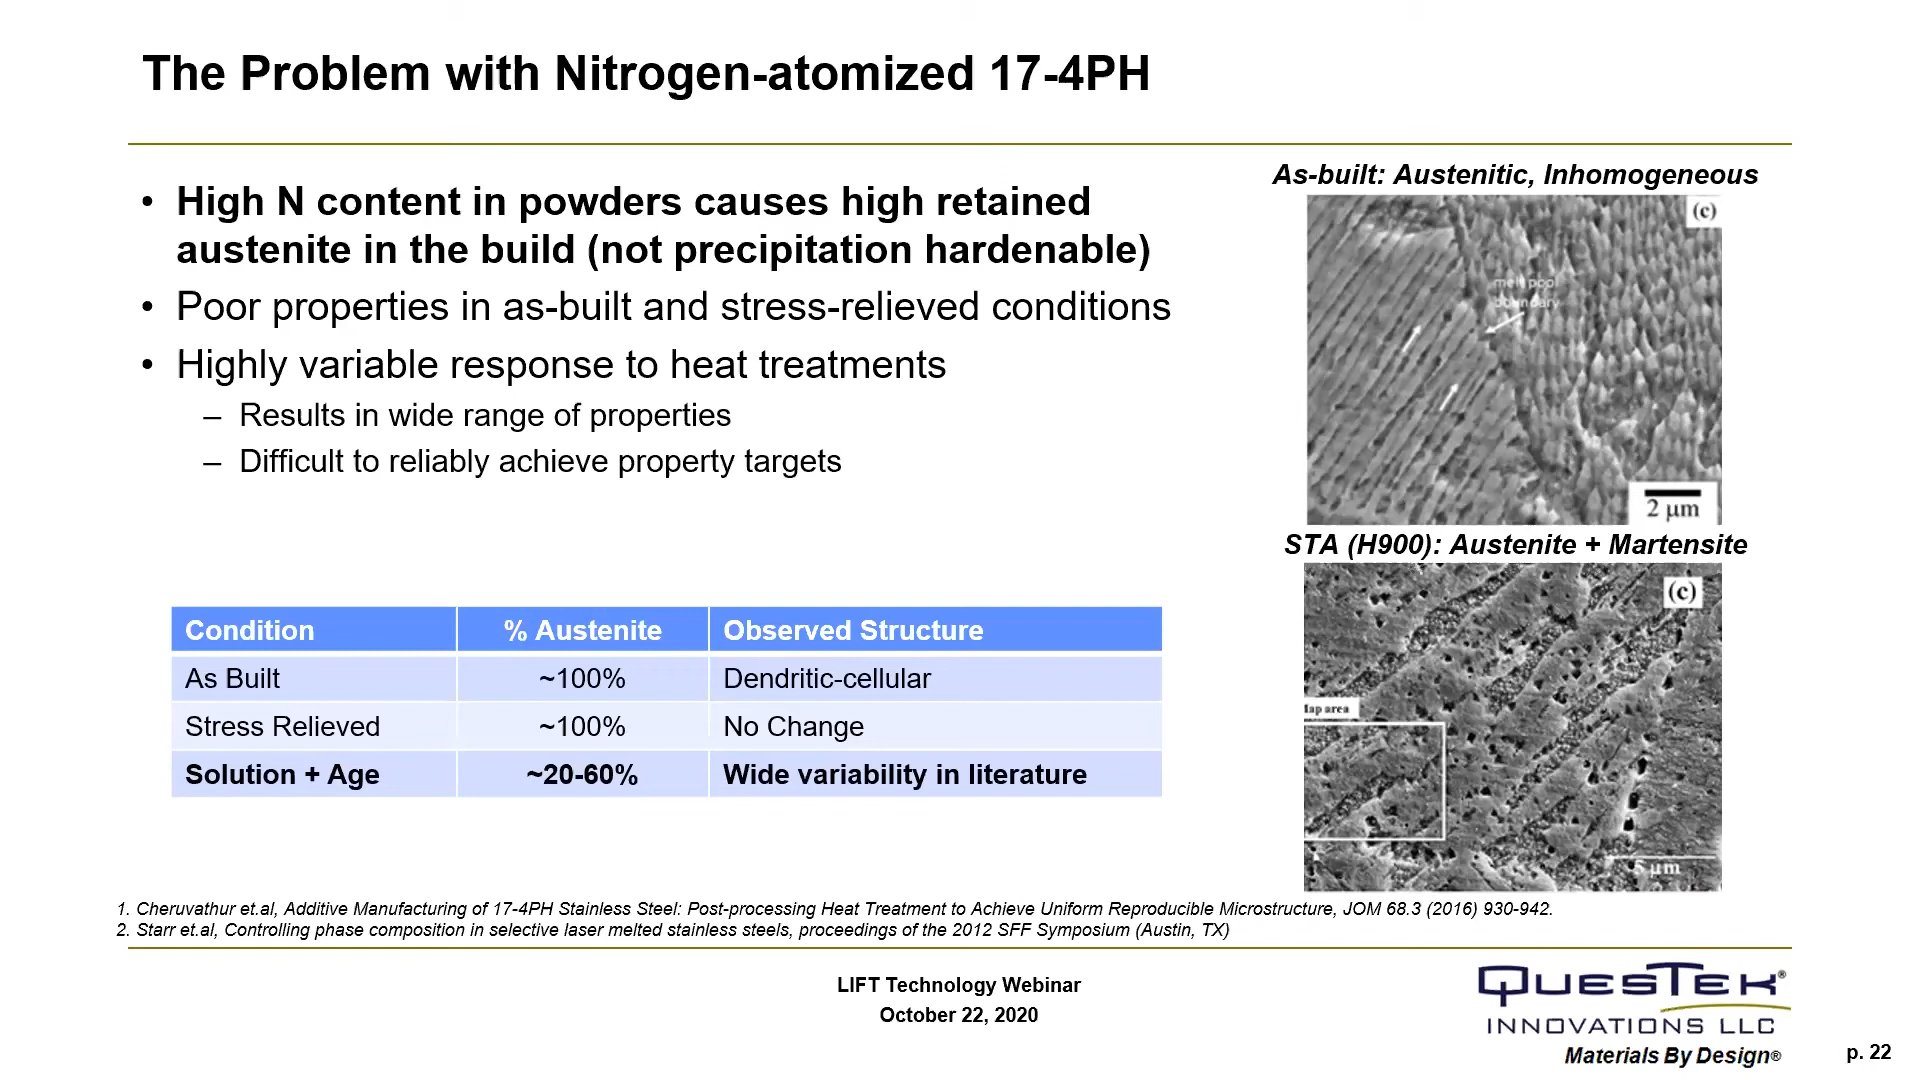 The Problem with Nitrogen-atomized 17-4PH
• High N content in powders causes high retained
austenite in the build (not precipitation hardenable)
• Poor properties in as-built and stress-relieved conditions
• Highly variable response to heat treatments
– Results in wide range of properties
– Difficult to reliably achieve property targets
As-built: Austenitic, Inhomogeneous
(c)
melt pool
boundary
2 µm
STA (H900): Austenite + Martensite
(c)
area
5 µm
Condition % Austenite Observed Structure
As Built ~100% Dendritic-cellular
Stress Relieved ~100% No Change
Solution + Age ~20-60% Wide variability in literature
1. Cheruvathur et.al, Additive Manufacturing of 17-4PH Stainless Steel: Post-processing Heat Treatment to Achieve Uniform Reproducible Microstructure, JOM 68.3 (2016) 930-942.
2. Starr et.al, Controlling phase composition in selective laser melted stainless steels, proceedings of the 2012 SFF Symposium (Austin, TX)
LIFT Technology Webinar
October 22, 2020
QUESTEK®
INNOVATIONS LLC
Materials By Design®
p. 22